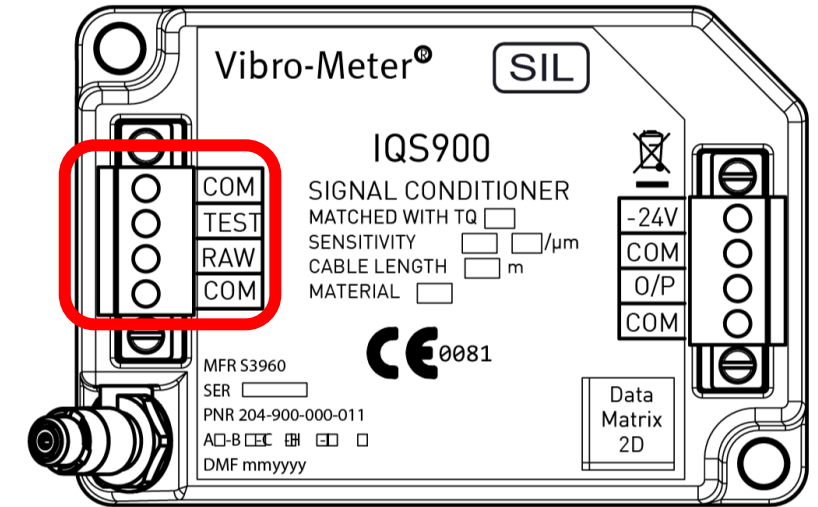 Vibro-Meter®
SIL
IQS900
SIGNAL CONDITIONER
MATCHED WITH TQ
SENSITIVITY /µm
CABLE LENGTH m
MATERIAL
COM
TEST
RAW
COM
-24V
COM
O/P
COM
CE 0081
MFR S3960
SER
PNR 204-900-000-011
DMF mmyyyy
Data
Matrix
2D